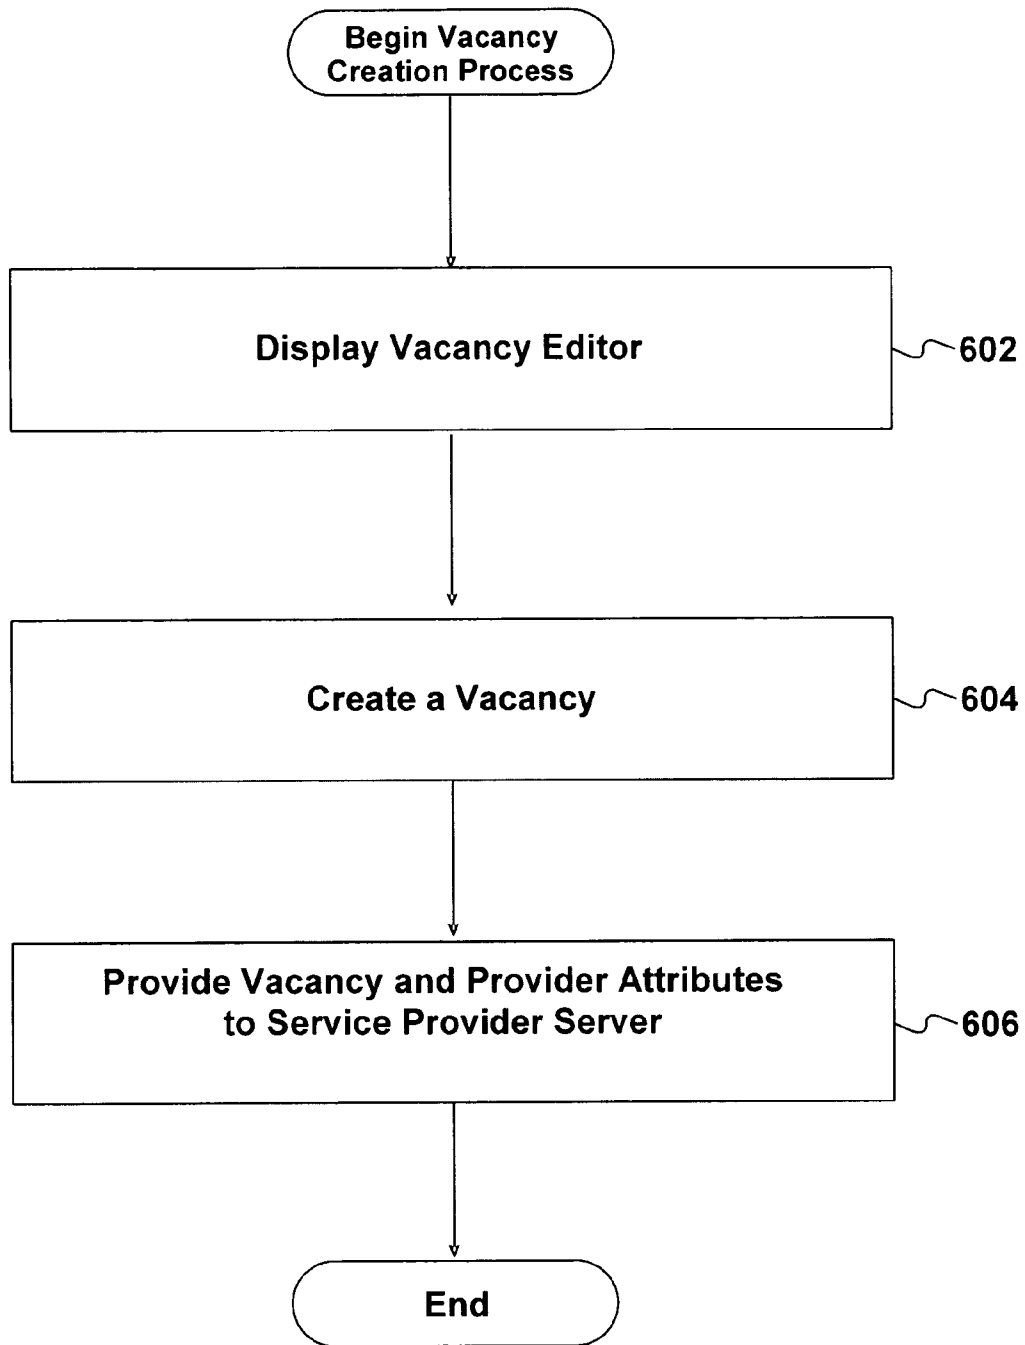 Begin Vacancy
Creation Process
Display Vacancy Editor
602
Create a Vacancy
604
Provide Vacancy and Provider Attributes
to Service Provider Server
606
End